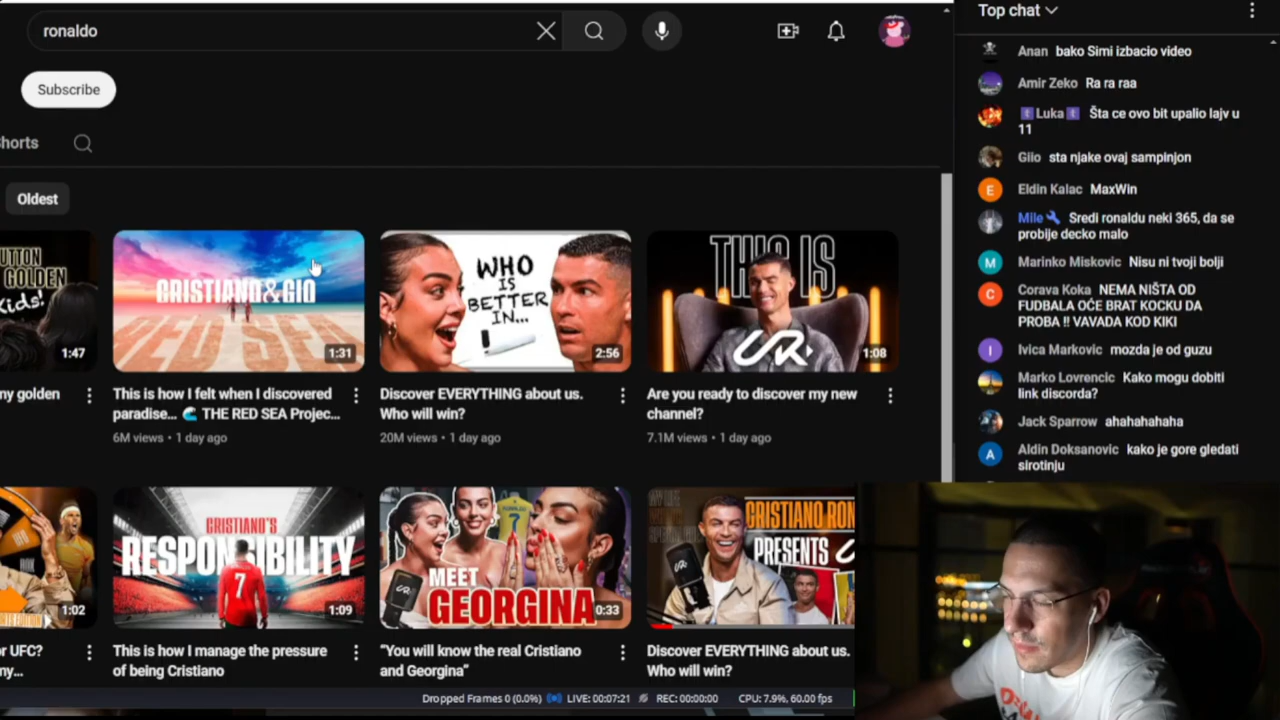 ronaldo
Subscribe
Shorts
Oldest
BUTTON
GOLDEN
Kids!
1:47
my golden
CRISTIANO&GIO
RED SEA
1:31
This is how I felt when I discovered
paradise... 🌊 THE RED SEA Projec...
6M views • 1 day ago
WHO
IS
BETTER
IN...
2:56
Discover EVERYTHING about us.
Who will win?
20M views • 1 day ago
THIS IS
UR
1:08
Are you ready to discover my new
channel?
7.1M views • 1 day ago
1:02
or UFC?
my...
CRISTIANO'S
RESPONSIBILITY
7
1:09
This is how I manage the pressure
of being Cristiano
RONALDO
7
MEET
GEORGINA
0:33
“You will know the real Cristiano
and Georgina”
CRISTIANO RON
PRESENTS
Discover EVERYTHING about us.
Who will win?
Dropped Frames 0 (0.0%) LIVE: 00:07:21 REC: 00:00:00 CPU: 7.9%, 60.00 fps
Top chat
Anan bako Simi izbacio video
Amir Zeko Ra ra raa
Luka Šta ce ovo bit upalio lajv u
11
Giio sta njake ovaj sampinjon
E Eldin Kalac MaxWin
Mile Sredi ronaldu neki 365, da se
probije decko malo
M Marinko Miskovic Nisu ni tvoji bolji
C Corava Koka NEMA NIŠTA OD
FUDBALA OĆE BRAT KOCKU DA
PROBA !! VAVADA KOD KIKI
I Ivica Markovic mozda je od guzu
Marko Lovrencic Kako mogu dobiti
link discorda?
Jack Sparrow ahahahahaha
A Aldin Doksanovic kako je gore gledati
sirotinju